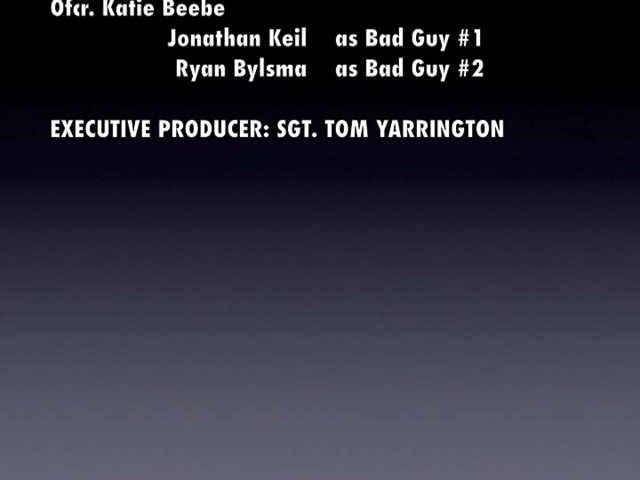 Ofcr. Katie Beebe
Jonathan Keil as Bad Guy #1
Ryan Bylsma as Bad Guy #2
EXECUTIVE PRODUCER: SGT. TOM YARRINGTON